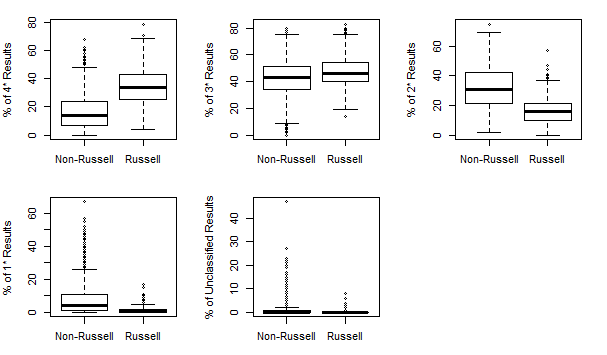 % of 4* Results
80
60
40
20
0
Non-Russell Russell
% of 3* Results
80
60
40
20
0
Non-Russell Russell
% of 2* Results
60
40
20
0
Non-Russell Russell
% of 1* Results
60
40
20
0
Non-Russell Russell
% of Unclassified Results
40
30
20
10
0
Non-Russell Russell